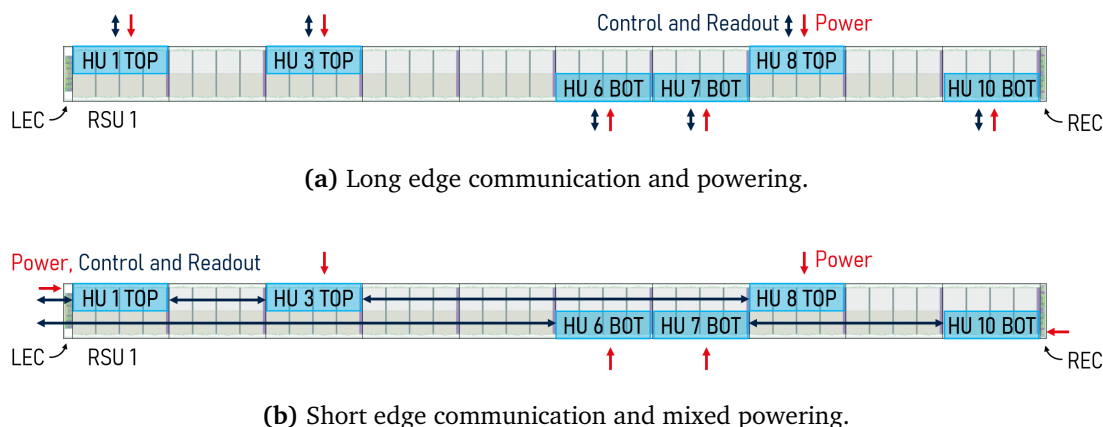 Control and Readout Power
HU 1 TOP HU 3 TOP HU 8 TOP
HU 6 BOT HU 7 BOT HU 10 BOT
LEC RSU 1 REC
(a) Long edge communication and powering.
Power, Control and Readout Power
HU 1 TOP HU 3 TOP HU 8 TOP
HU 6 BOT HU 7 BOT HU 10 BOT
LEC RSU 1 REC
(b) Short edge communication and mixed powering.